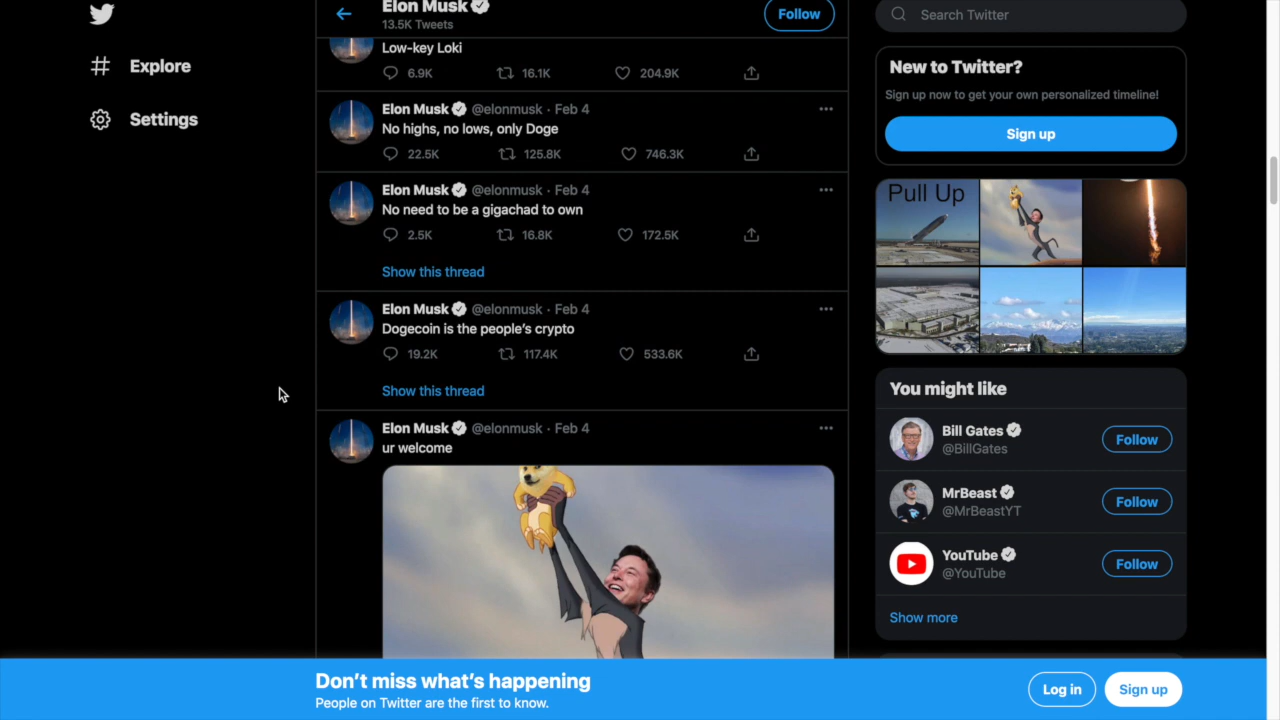 Elon Musk
13.5K Tweets
Follow
Search Twitter
Explore
Settings
Low-key Loki
6.9K 16.1K 204.9K
Elon Musk @elonmusk · Feb 4
No highs, no lows, only Doge
22.5K 125.8K 746.3K
Elon Musk @elonmusk · Feb 4
No need to be a gigachad to own
2.5K 16.8K 172.5K
Show this thread
Elon Musk @elonmusk · Feb 4
Dogecoin is the people’s crypto
19.2K 117.4K 533.6K
Show this thread
Elon Musk @elonmusk · Feb 4
ur welcome
New to Twitter?
Sign up now to get your own personalized timeline!
Sign up
Pull Up
You might like
Bill Gates
@BillGates
Follow
MrBeast
@MrBeastYT
Follow
YouTube
@YouTube
Follow
Show more
Don’t miss what’s happening
People on Twitter are the first to know.
Log in
Sign up